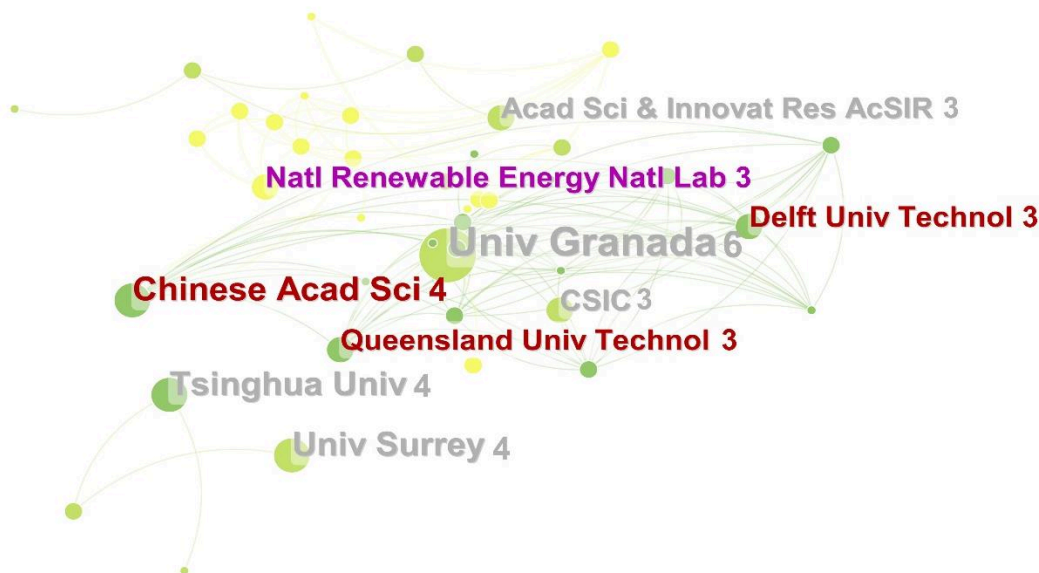 Acad Sci & Innovat Res AcSIR 3
Natl Renewable Energy Natl Lab 3
Delft Univ Technol 3
Univ Granada 6
Chinese Acad Sci 4
CSIC 3
Queensland Univ Technol 3
Tsinghua Univ 4
Univ Surrey 4